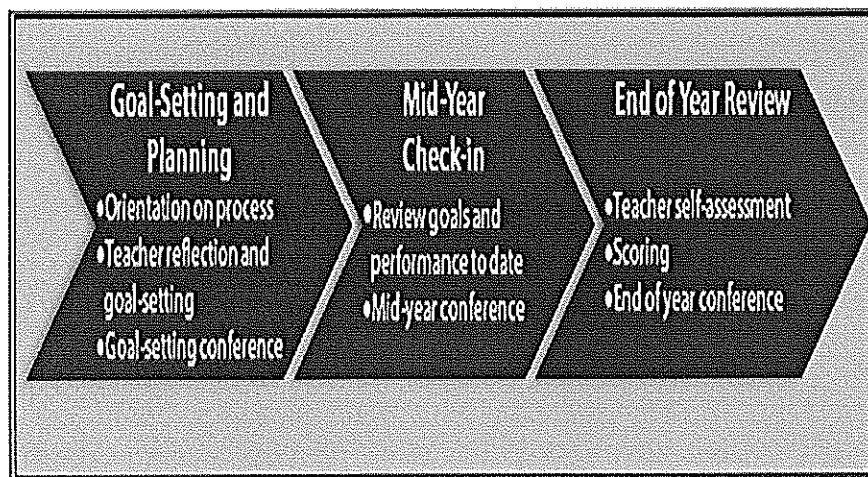 Goal-Setting and
Planning
•Orientation on process
•Teacher reflection and
goal-setting
•Goal-setting conference
Mid-Year
Check-in
•Review goals and
performance to date
•Mid-year conference
End of Year Review
•Teacher self-assessment
•Scoring
•End of year conference